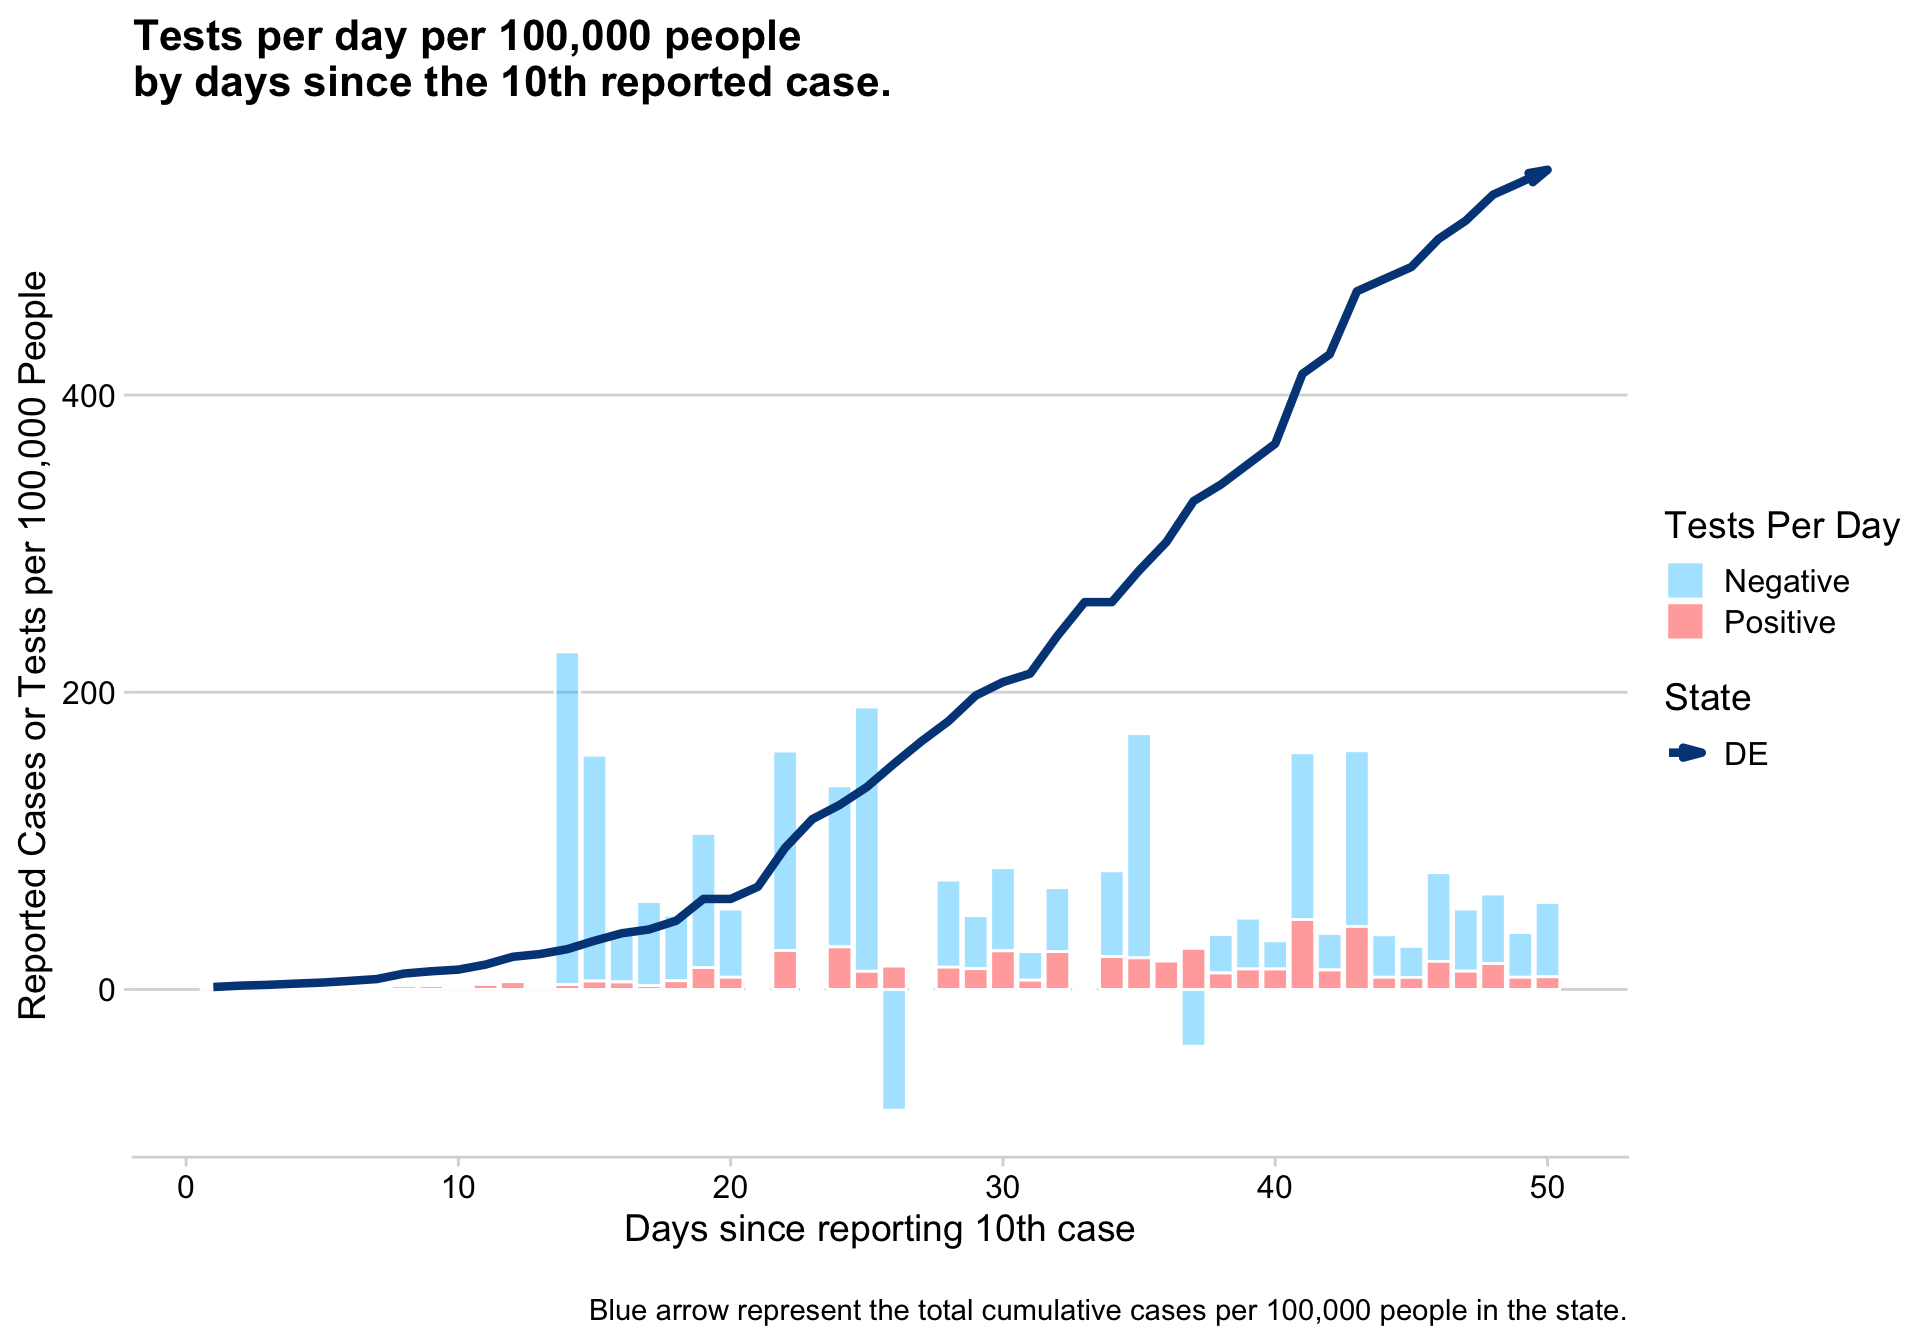 Tests per day per 100,000 people
by days since the 10th reported case.
Reported Cases or Tests per 100,000 People
400
200
0
0
10
20
30
40
50
Days since reporting 10th case
Tests Per Day
Negative
Positive
State
DE
Blue arrow represent the total cumulative cases per 100,000 people in the state.